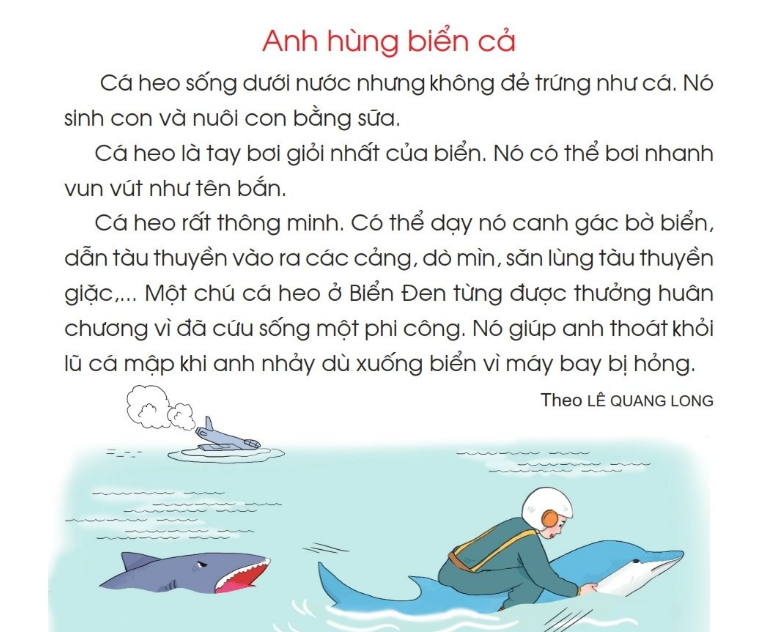 Anh hùng biển cả
Cá heo sống dưới nước nhưng không đẻ trứng như cá. Nó
sinh con và nuôi con bằng sữa.
Cá heo là tay bơi giỏi nhất của biển. Nó có thể bơi nhanh
vun vút như tên bắn.
Cá heo rất thông minh. Có thể dạy nó canh gác bờ biển,
dẫn tàu thuyền vào ra các cảng, dò mìn, săn lùng tàu thuyền
giặc,... Một chú cá heo ở Biển Đen từng được thưởng huân
chương vì đã cứu sống một phi công. Nó giúp anh thoát khỏi
lũ cá mập khi anh nhảy dù xuống biển vì máy bay bị hỏng.
Theo LÊ QUANG LONG